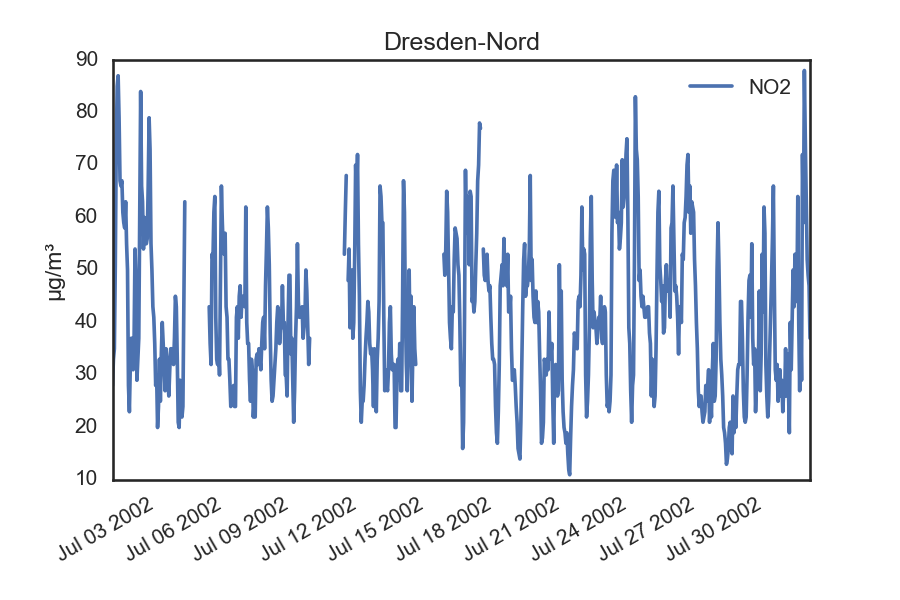 Dresden-Nord
90
80
70
60
50
40
30
20
10
µg/m³
NO2
Jul 03 2002
Jul 06 2002
Jul 09 2002
Jul 12 2002
Jul 15 2002
Jul 18 2002
Jul 21 2002
Jul 24 2002
Jul 27 2002
Jul 30 2002